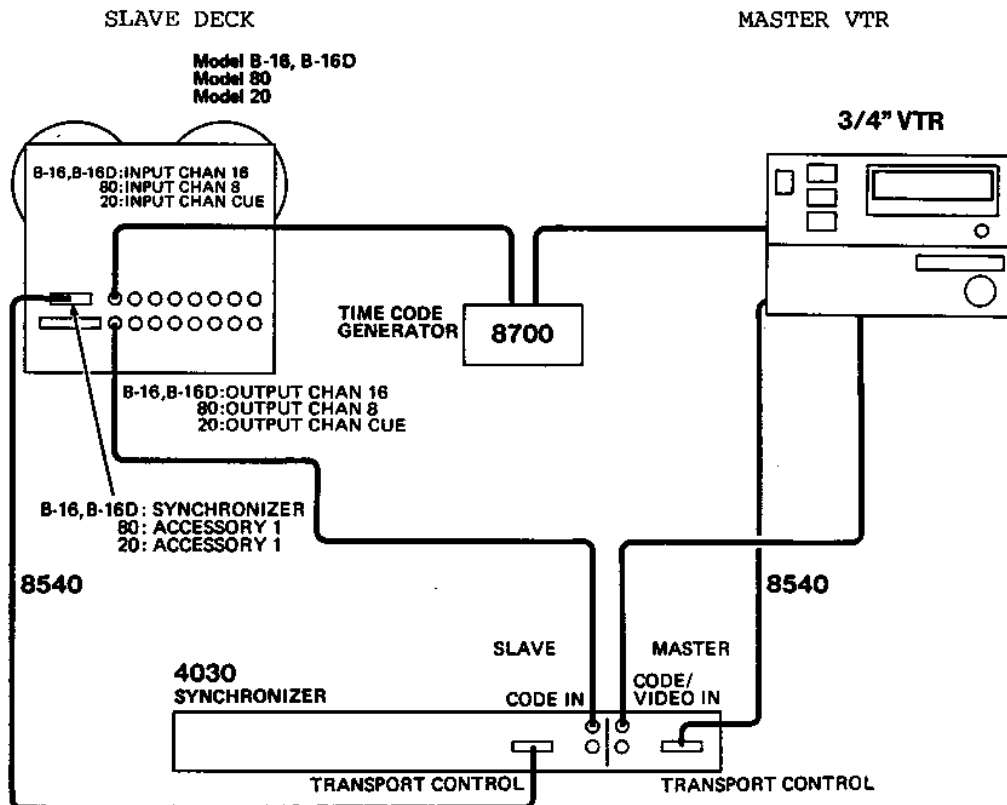 SLAVE DECK
MASTER VTR
Model B-16, B-16D
Model 80
Model 20
3/4" VTR
B-16,B-16D:INPUT CHAN 16
80:INPUT CHAN 8
20:INPUT CHAN CUE
TIME CODE
GENERATOR
8700
B-16,B-16D:OUTPUT CHAN 16
80:OUTPUT CHAN 8
20:OUTPUT CHAN CUE
B-16,B-16D: SYNCHRONIZER
80: ACCESSORY 1
20: ACCESSORY 1
8540
8540
SLAVE
MASTER
4030
SYNCHRONIZER
CODE IN
CODE/
VIDEO IN
TRANSPORT CONTROL
TRANSPORT CONTROL